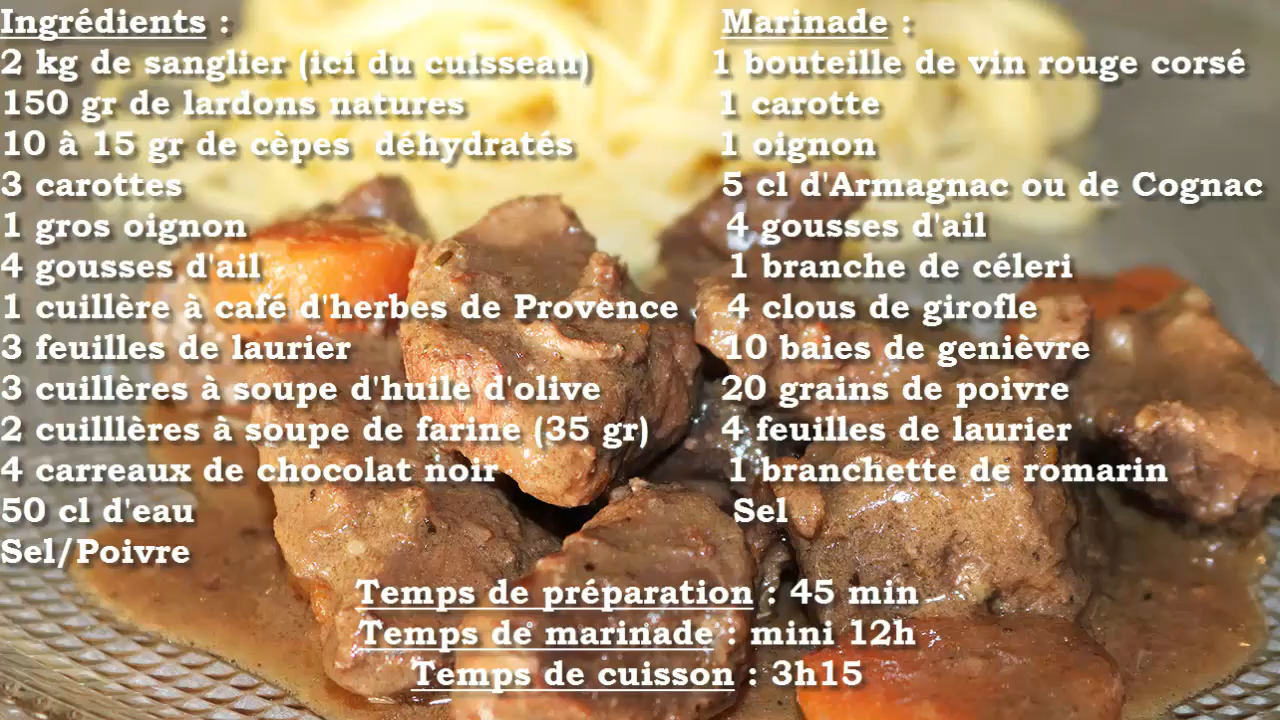 Ingrédients :
2 kg de sanglier (ici du cuisseau)
150 gr de lardons natures
10 à 15 gr de cèpes déhydratés
3 carottes
1 gros oignon
4 gousses d'ail
1 cuillère à café d'herbes de Provence
3 feuilles de laurier
3 cuillères à soupe d'huile d'olive
2 cuilllères à soupe de farine (35 gr)
4 carreaux de chocolat noir
50 cl d'eau
Sel/Poivre
Marinade :
1 bouteille de vin rouge corsé
1 carotte
1 oignon
5 cl d'Armagnac ou de Cognac
4 gousses d'ail
1 branche de céleri
4 clous de girofle
10 baies de genièvre
20 grains de poivre
4 feuilles de laurier
1 branchette de romarin
Sel
Temps de préparation : 45 min
Temps de marinade : mini 12h
Temps de cuisson : 3h15